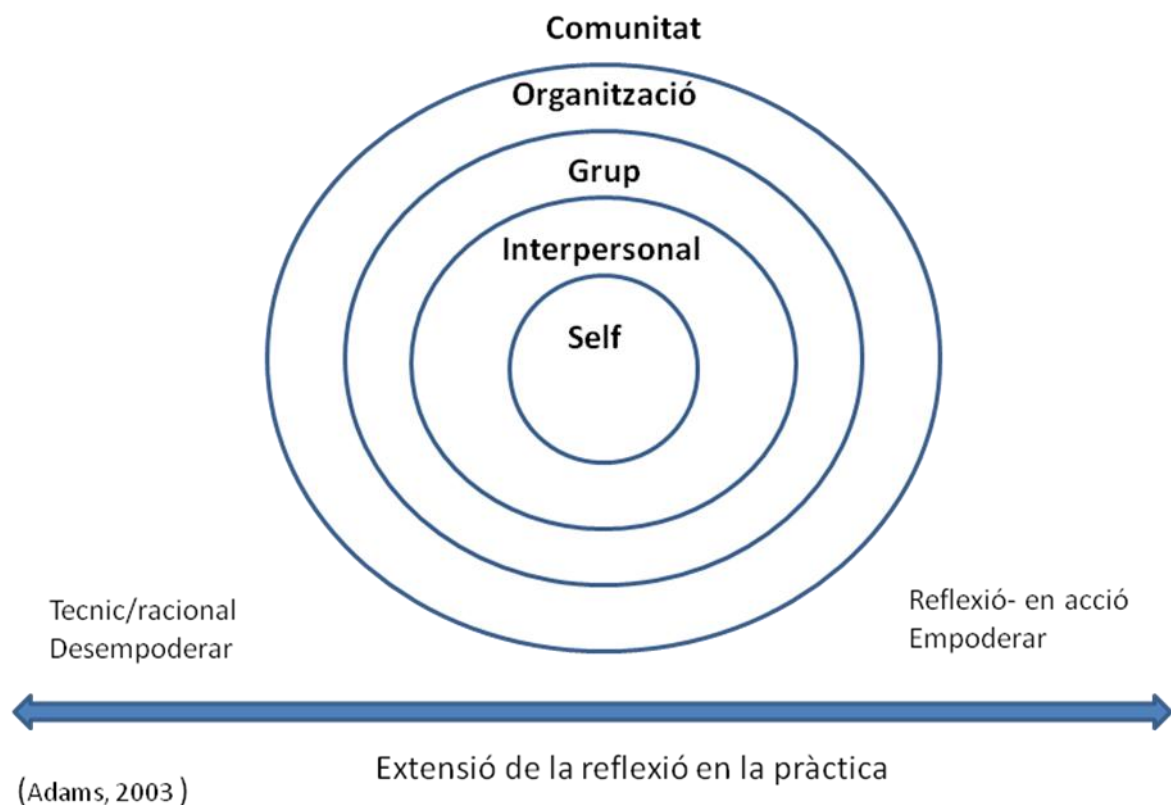 Comunitat
Organització
Grup
Interpersonal
Self
Tecnic/racional
Desempoderar
Reflexió- en acció
Empoderar
Extensió de la reflexió en la pràctica
(Adams, 2003 )